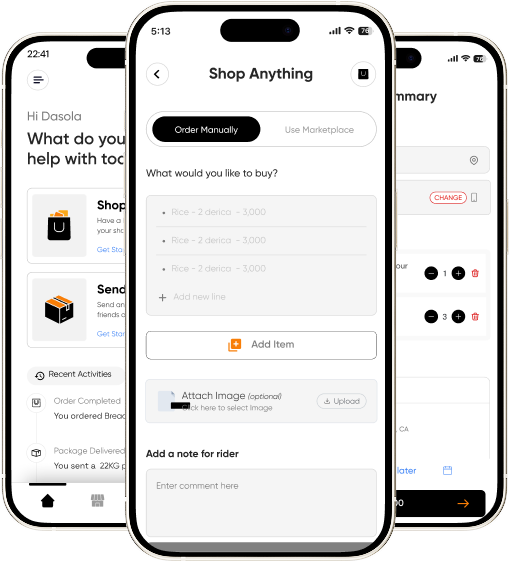 22:41
Hi Dasola
What do you
help with
Shop
Have a
your
Get
Send
Send an
friends
Get Star
Recent Activities
Order Completed
You ordered Bread
Package Delivered
You sent a 22KG
5:13
76
Shop Anything
Order Manually
Use Marketplace
What would you like to buy?
• Rice - 2 derica - 3,000
• Rice - 2 derica - 3,000
• Rice - 2 derica - 3,000
+ Add new line
Add Item
Attach Image (optional)
Click here to select Image
Upload
Add a note for rider
Enter comment here
76
mmary
CHANGE
our
− 1 +
− 3 +
, CA
later
00